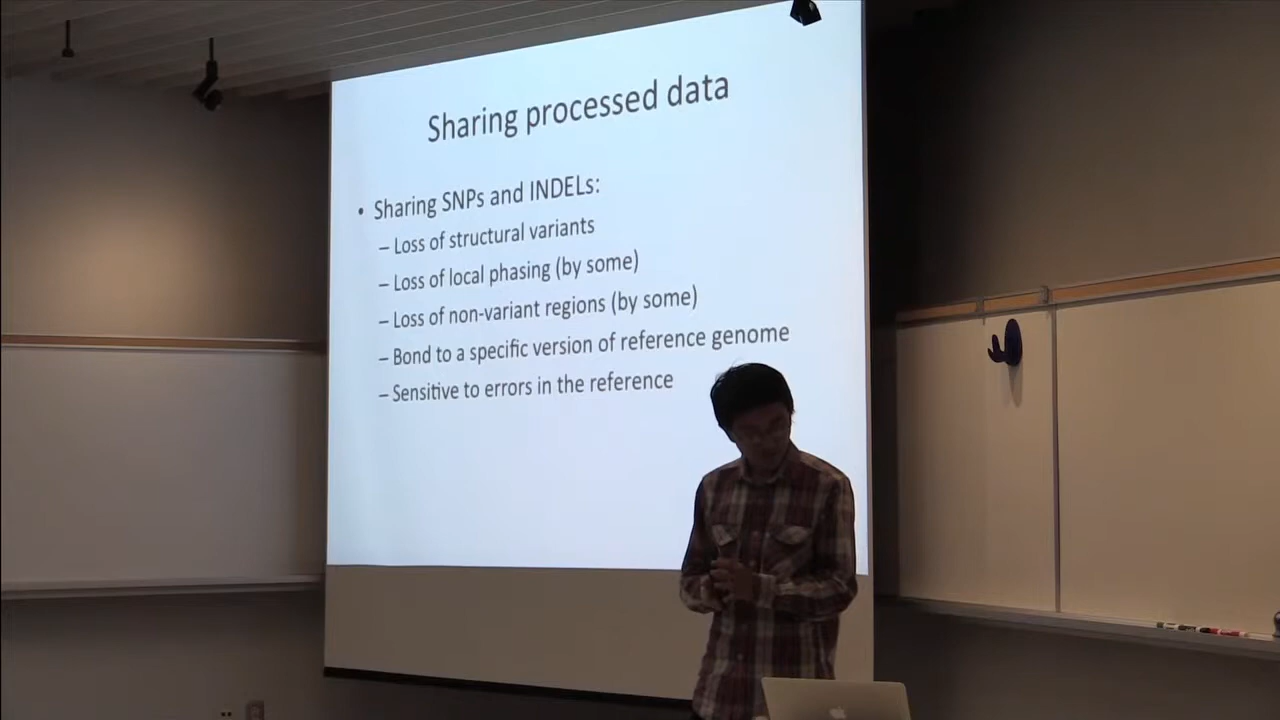 Sharing processed data
• Sharing SNPs and INDELs:
– Loss of structural variants
– Loss of local phasing (by some)
– Loss of non-variant regions (by some)
– Bond to a specific version of reference genome
– Sensitive to errors in the reference